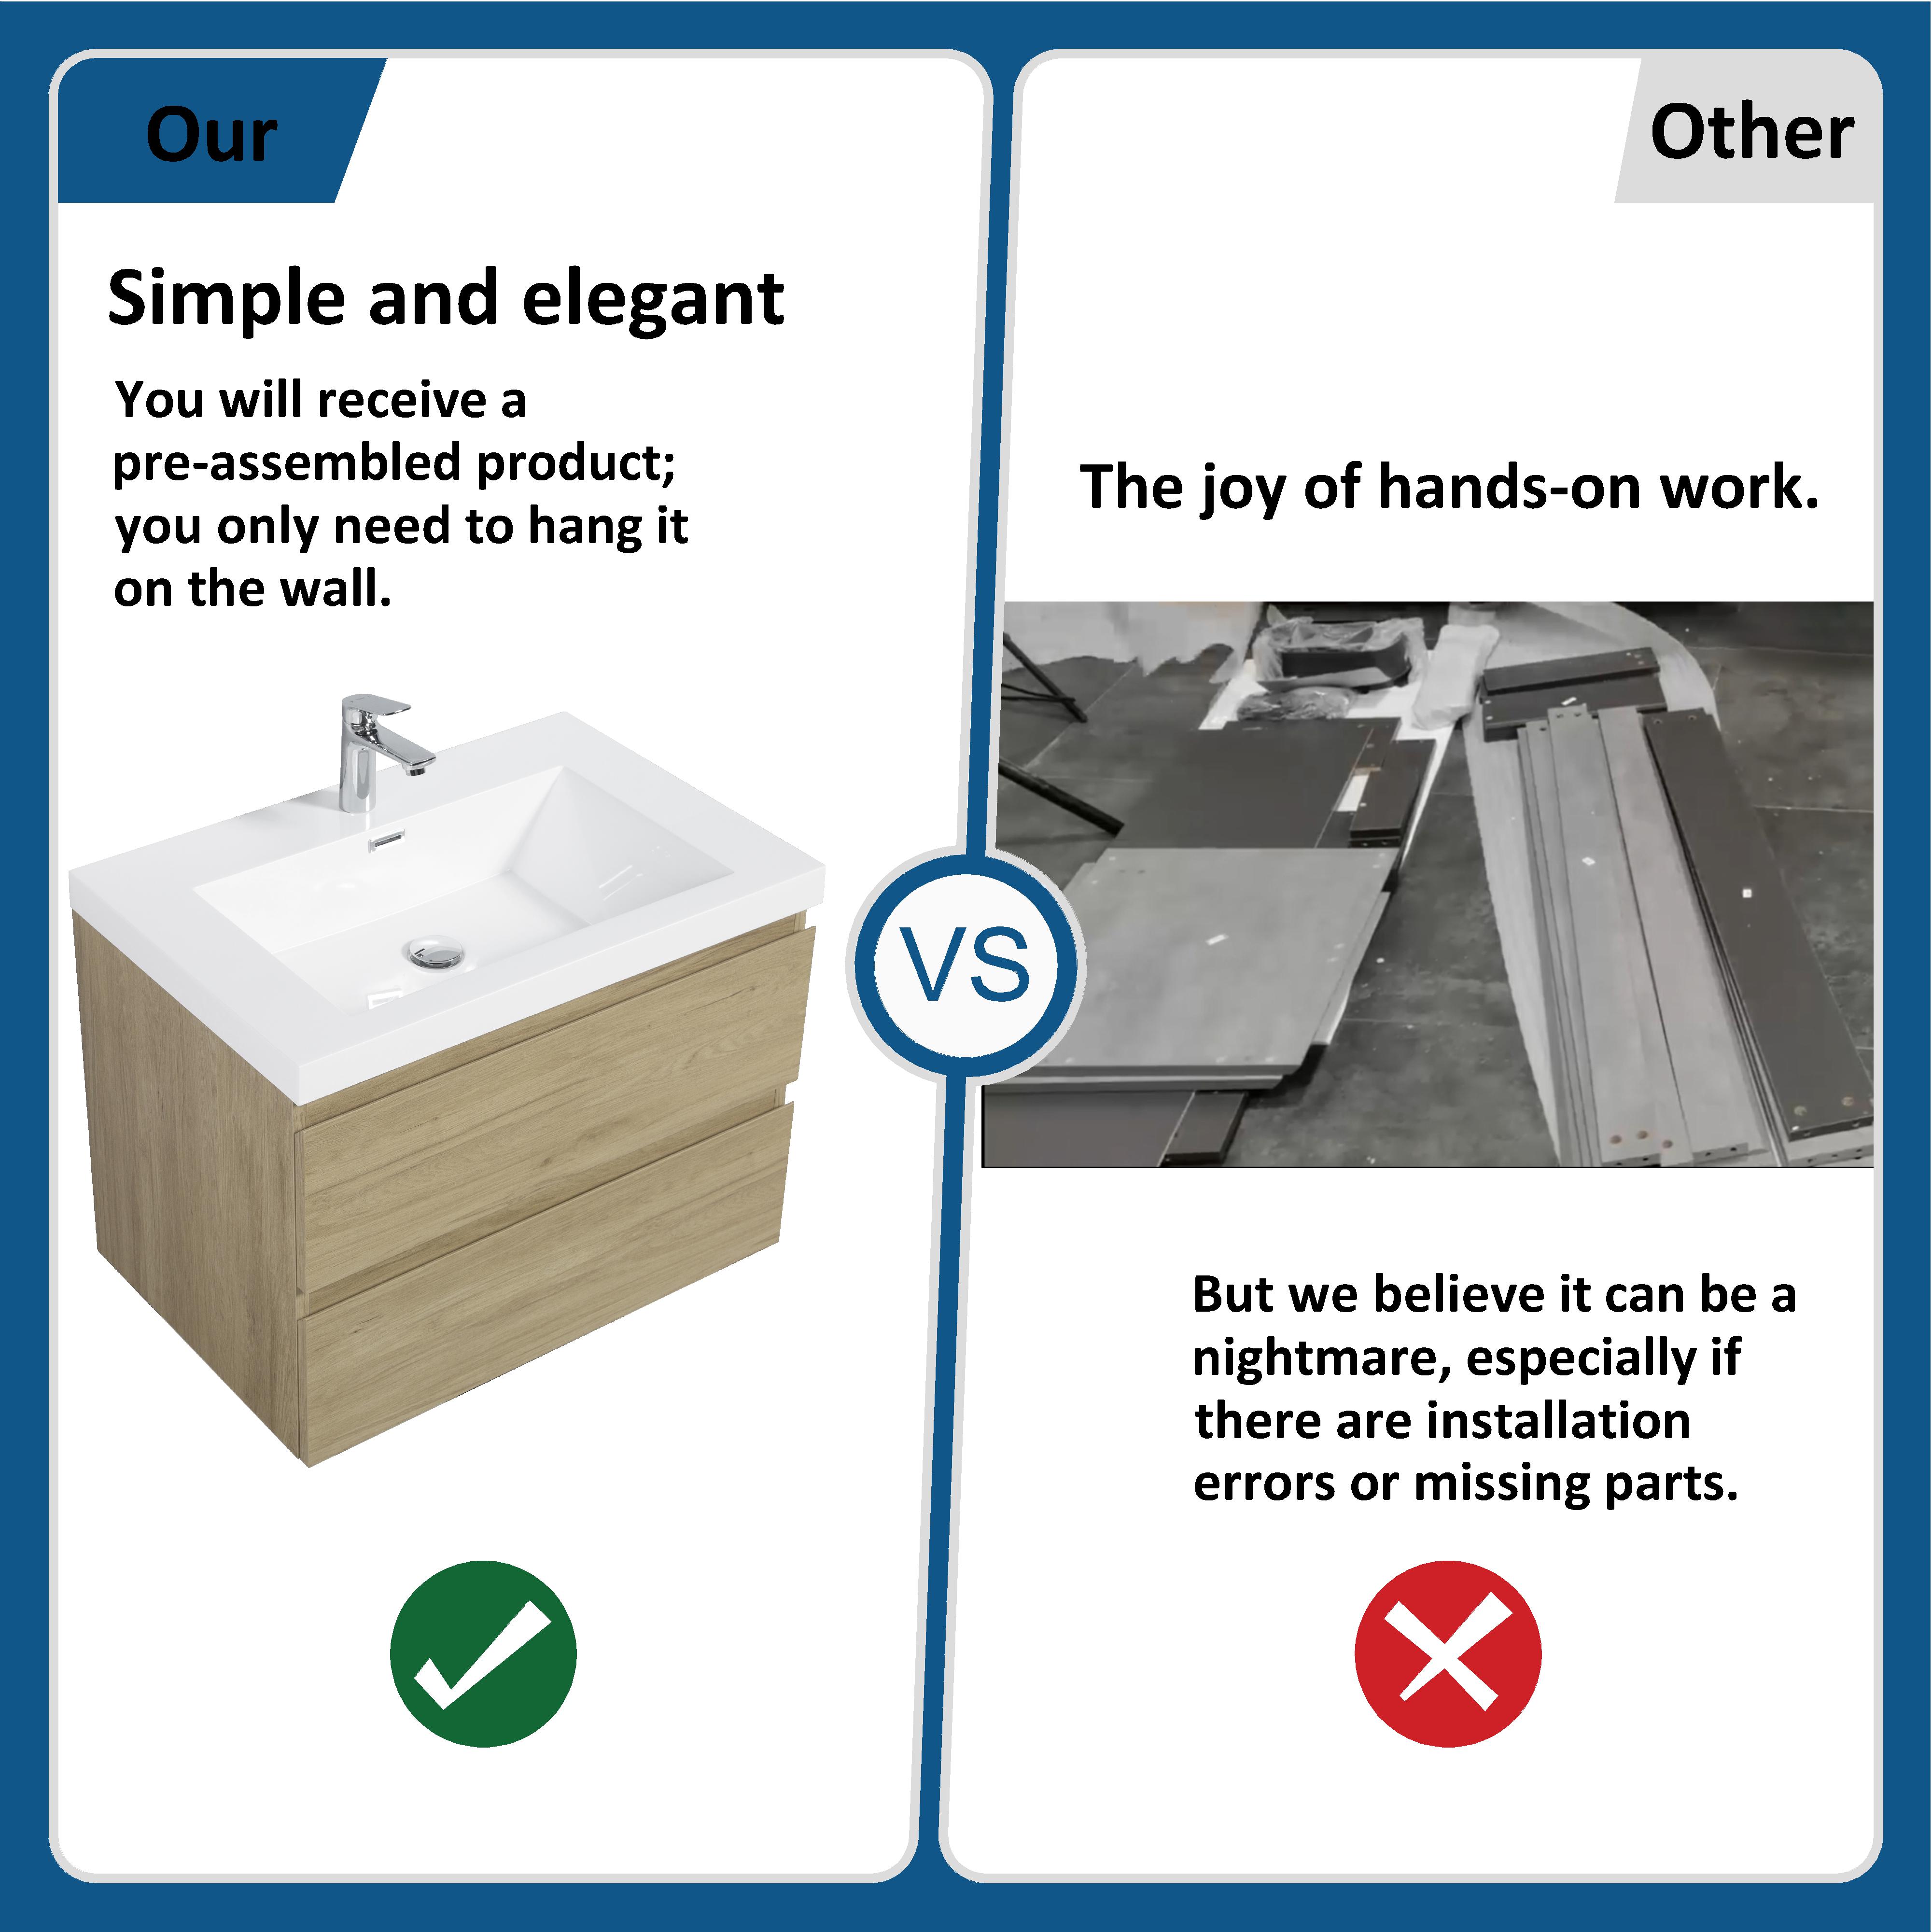 Our
Simple and elegant
You will receive a
pre-assembled product;
you only need to hang it
on the wall.
VS
Other
The joy of hands-on work.
But we believe it can be a
nightmare, especially if
there are installation
errors or missing parts.